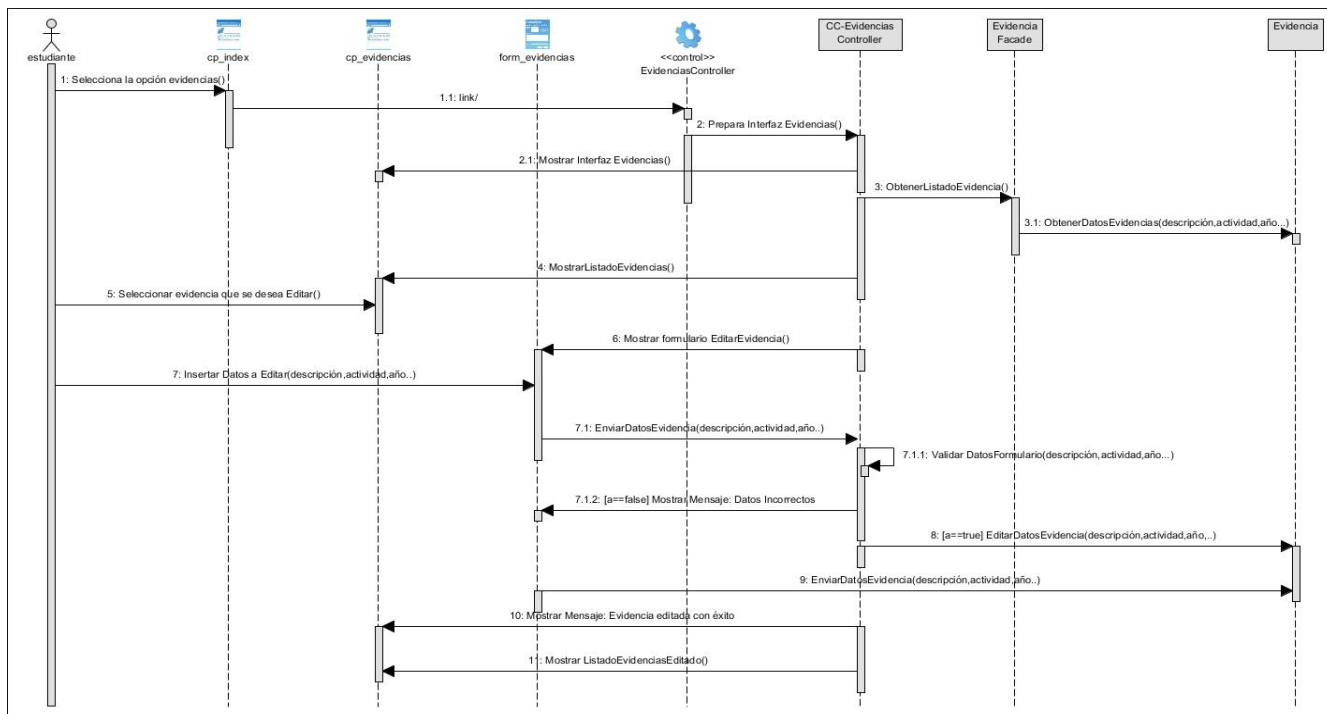 estudiante
cp_index
cp_evidencias
form_evidencias
<<control>>
EvidenciasController
CC-Evidencias
Controller
Evidencia
Facade
Evidencia
1: Selecciona la opción evidencias()
1.1: link/
2: Prepara Interfaz Evidencias()
2.1: Mostrar Interfaz Evidencias()
3: ObtenerListadoEvidencia()
3.1: ObtenerDatosEvidencias(descripción,actividad,año...)
4: MostrarListadoEvidencias()
5: Seleccionar evidencia que se desea Editar()
6: Mostrar formulario EditarEvidencia()
7: Insertar Datos a Editar(descripción,actividad,año..)
7.1: EnviarDatosEvidencia(descripción,actividad,año..)
7.1.1: Validar DatosFormulario(descripción,actividad,año...)
7.1.2: [a==false] Mostrar Mensaje: Datos Incorrectos
8: [a==true] EditarDatosEvidencia(descripción,actividad,año,..)
9: EnviarDatosEvidencia(descripción,actividad,año..)
10: Mostrar Mensaje: Evidencia editada con éxito
11: Mostrar ListadoEvidenciasEditado()